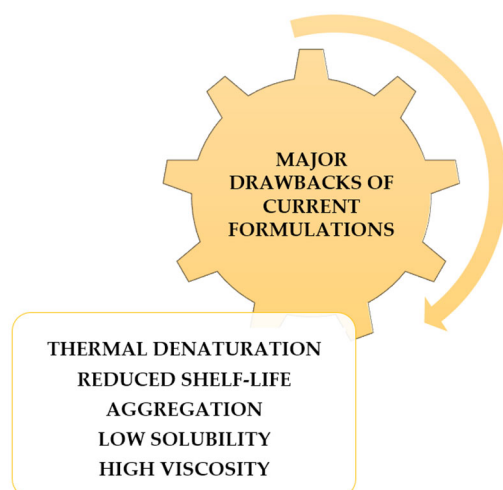 MAJOR
DRAWBACKS OF
CURRENT
FORMULATIONS
THERMAL DENATURATION
REDUCED SHELF-LIFE
AGGREGATION
LOW SOLUBILITY
HIGH VISCOSITY